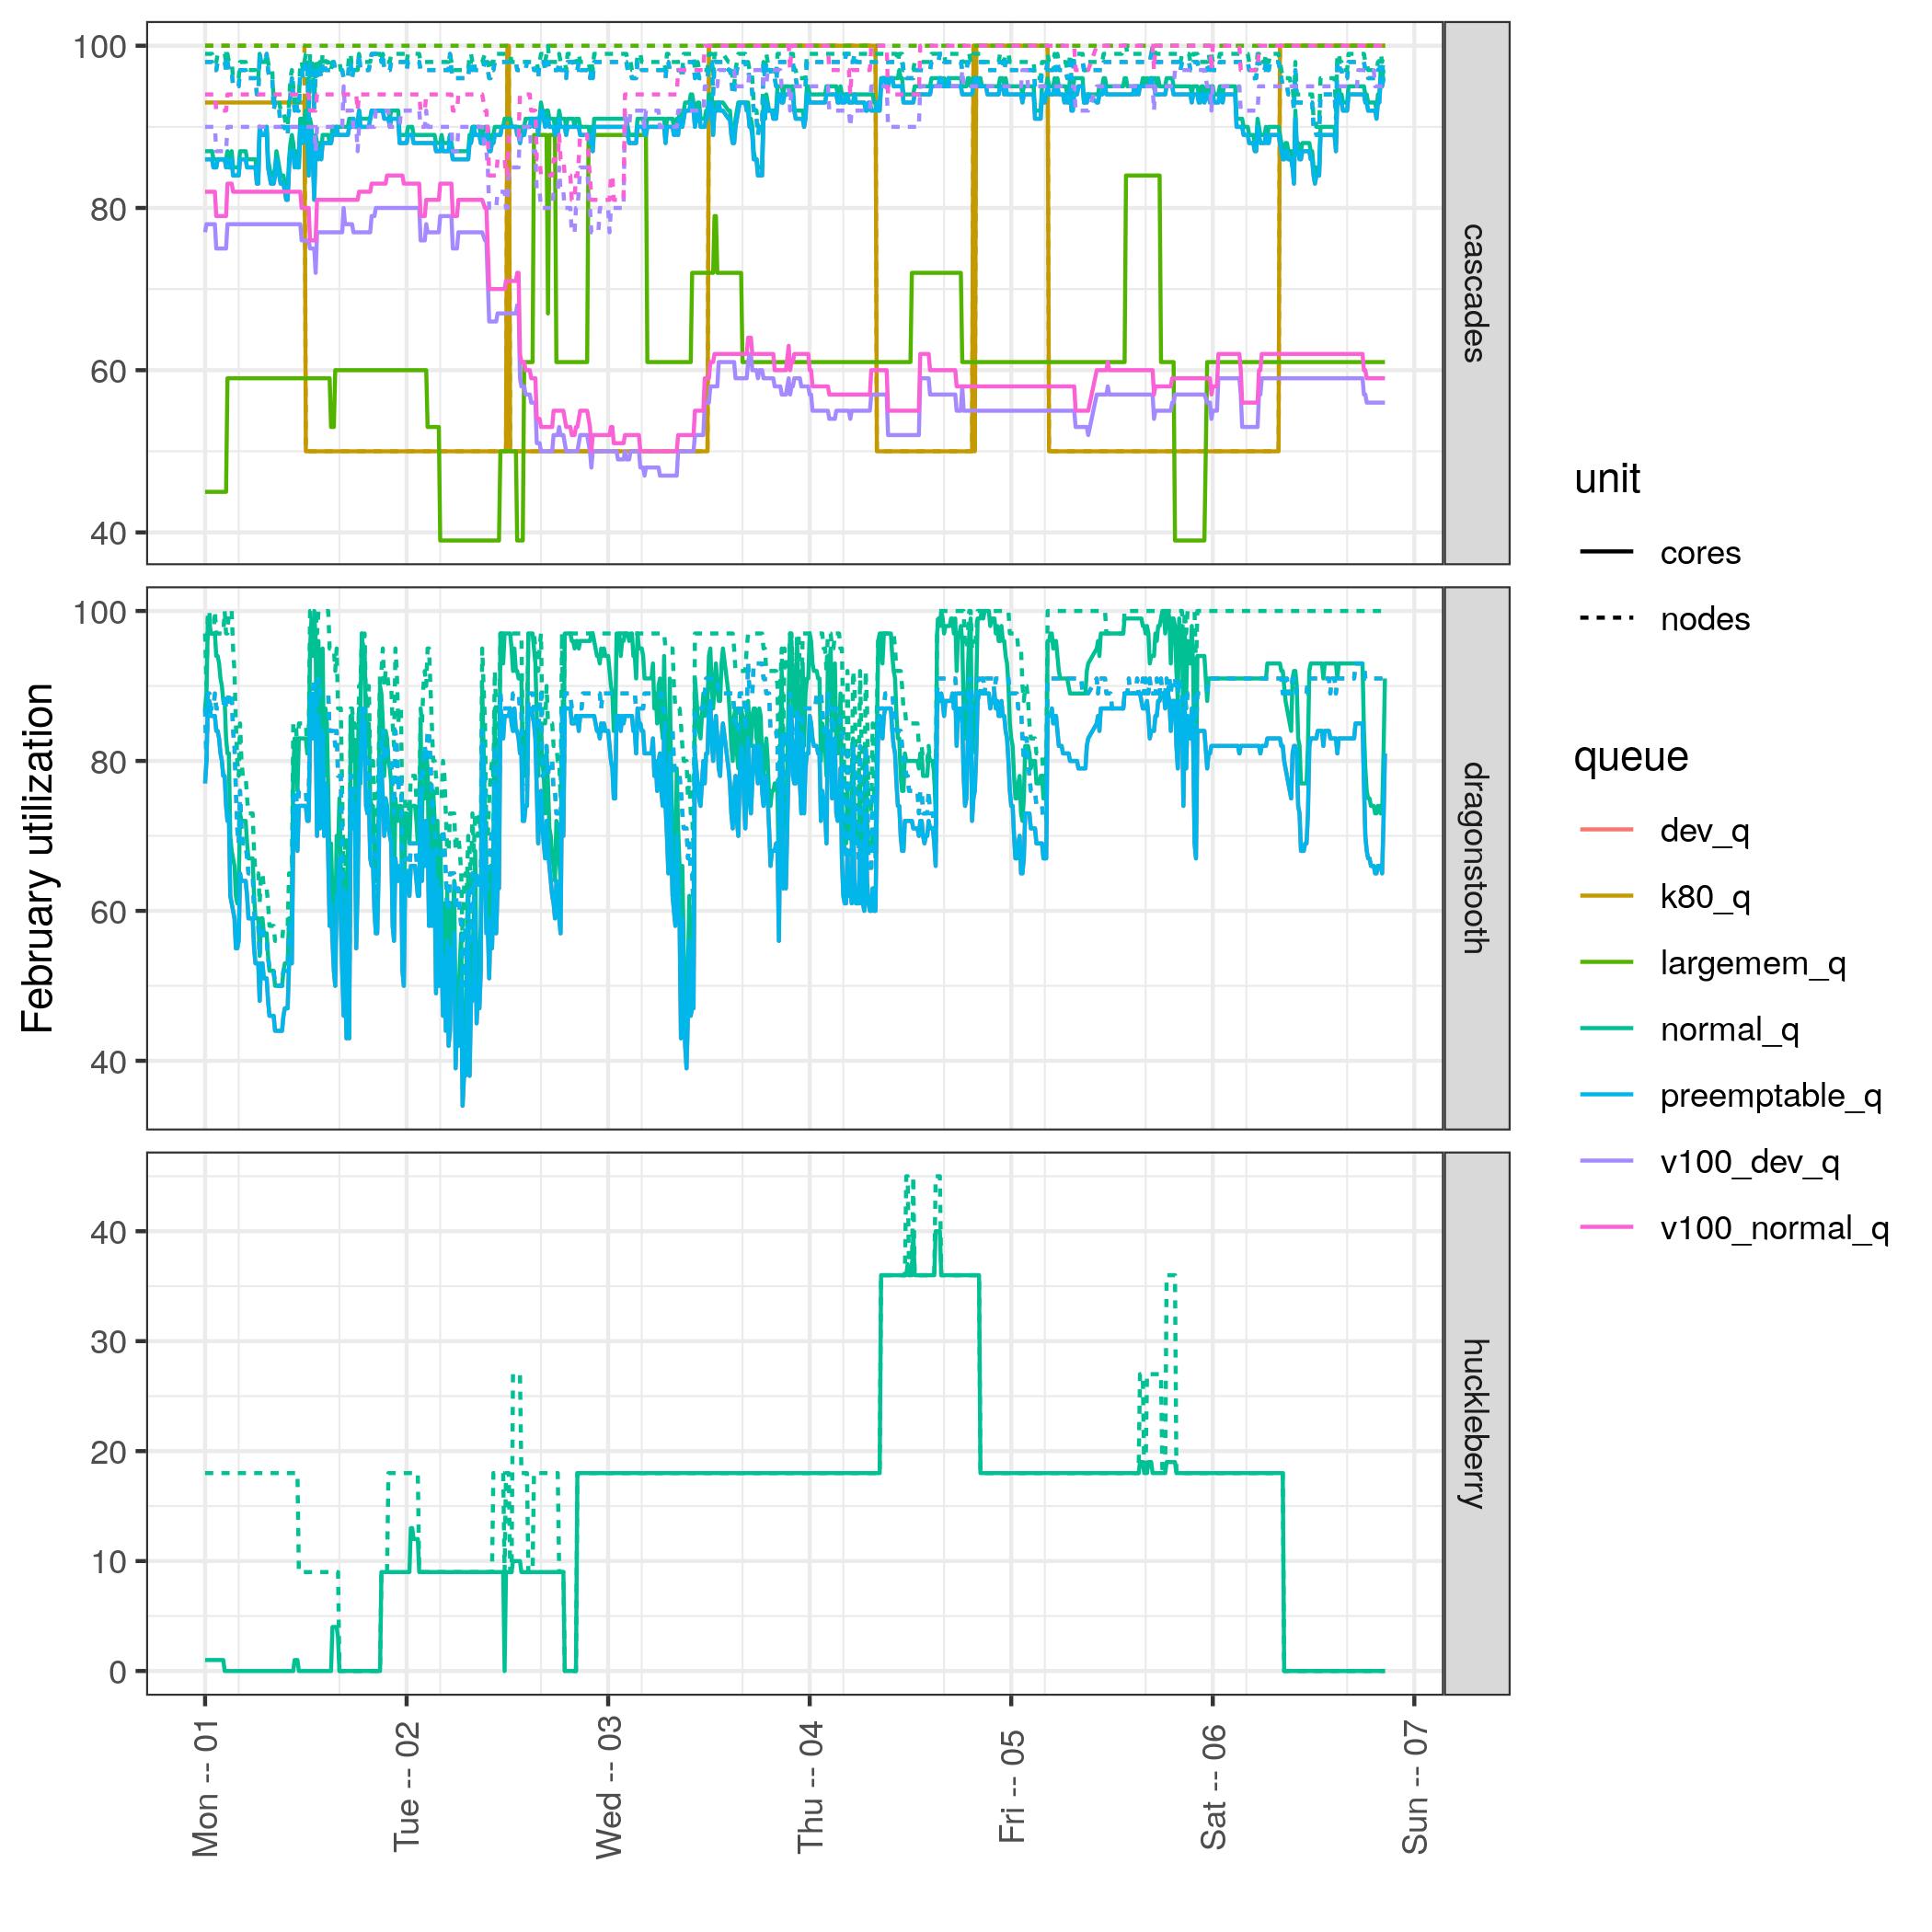 February utilization
100
80
60
40
cascades
100
80
60
40
dragonstooth
40
30
20
10
0
huckleberry
Mon -- 01
Tue -- 02
Wed -- 03
Thu -- 04
Fri -- 05
Sat -- 06
Sun -- 07
unit
cores
nodes
queue
dev_q
k80_q
largemem_q
normal_q
preemptable_q
v100_dev_q
v100_normal_q